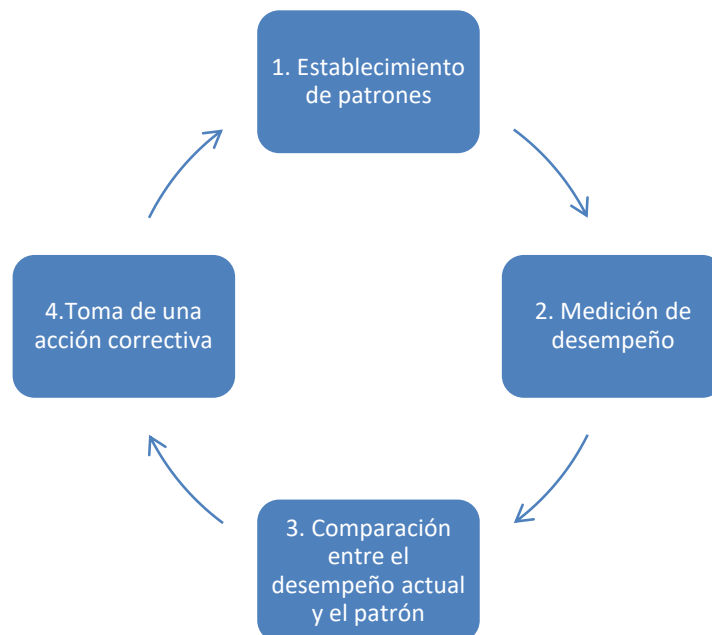 1. Establecimiento
de patrones
2. Medición de
desempeño
3. Comparación
entre el
desempeño actual
y el patrón
4.Toma de una
acción correctiva